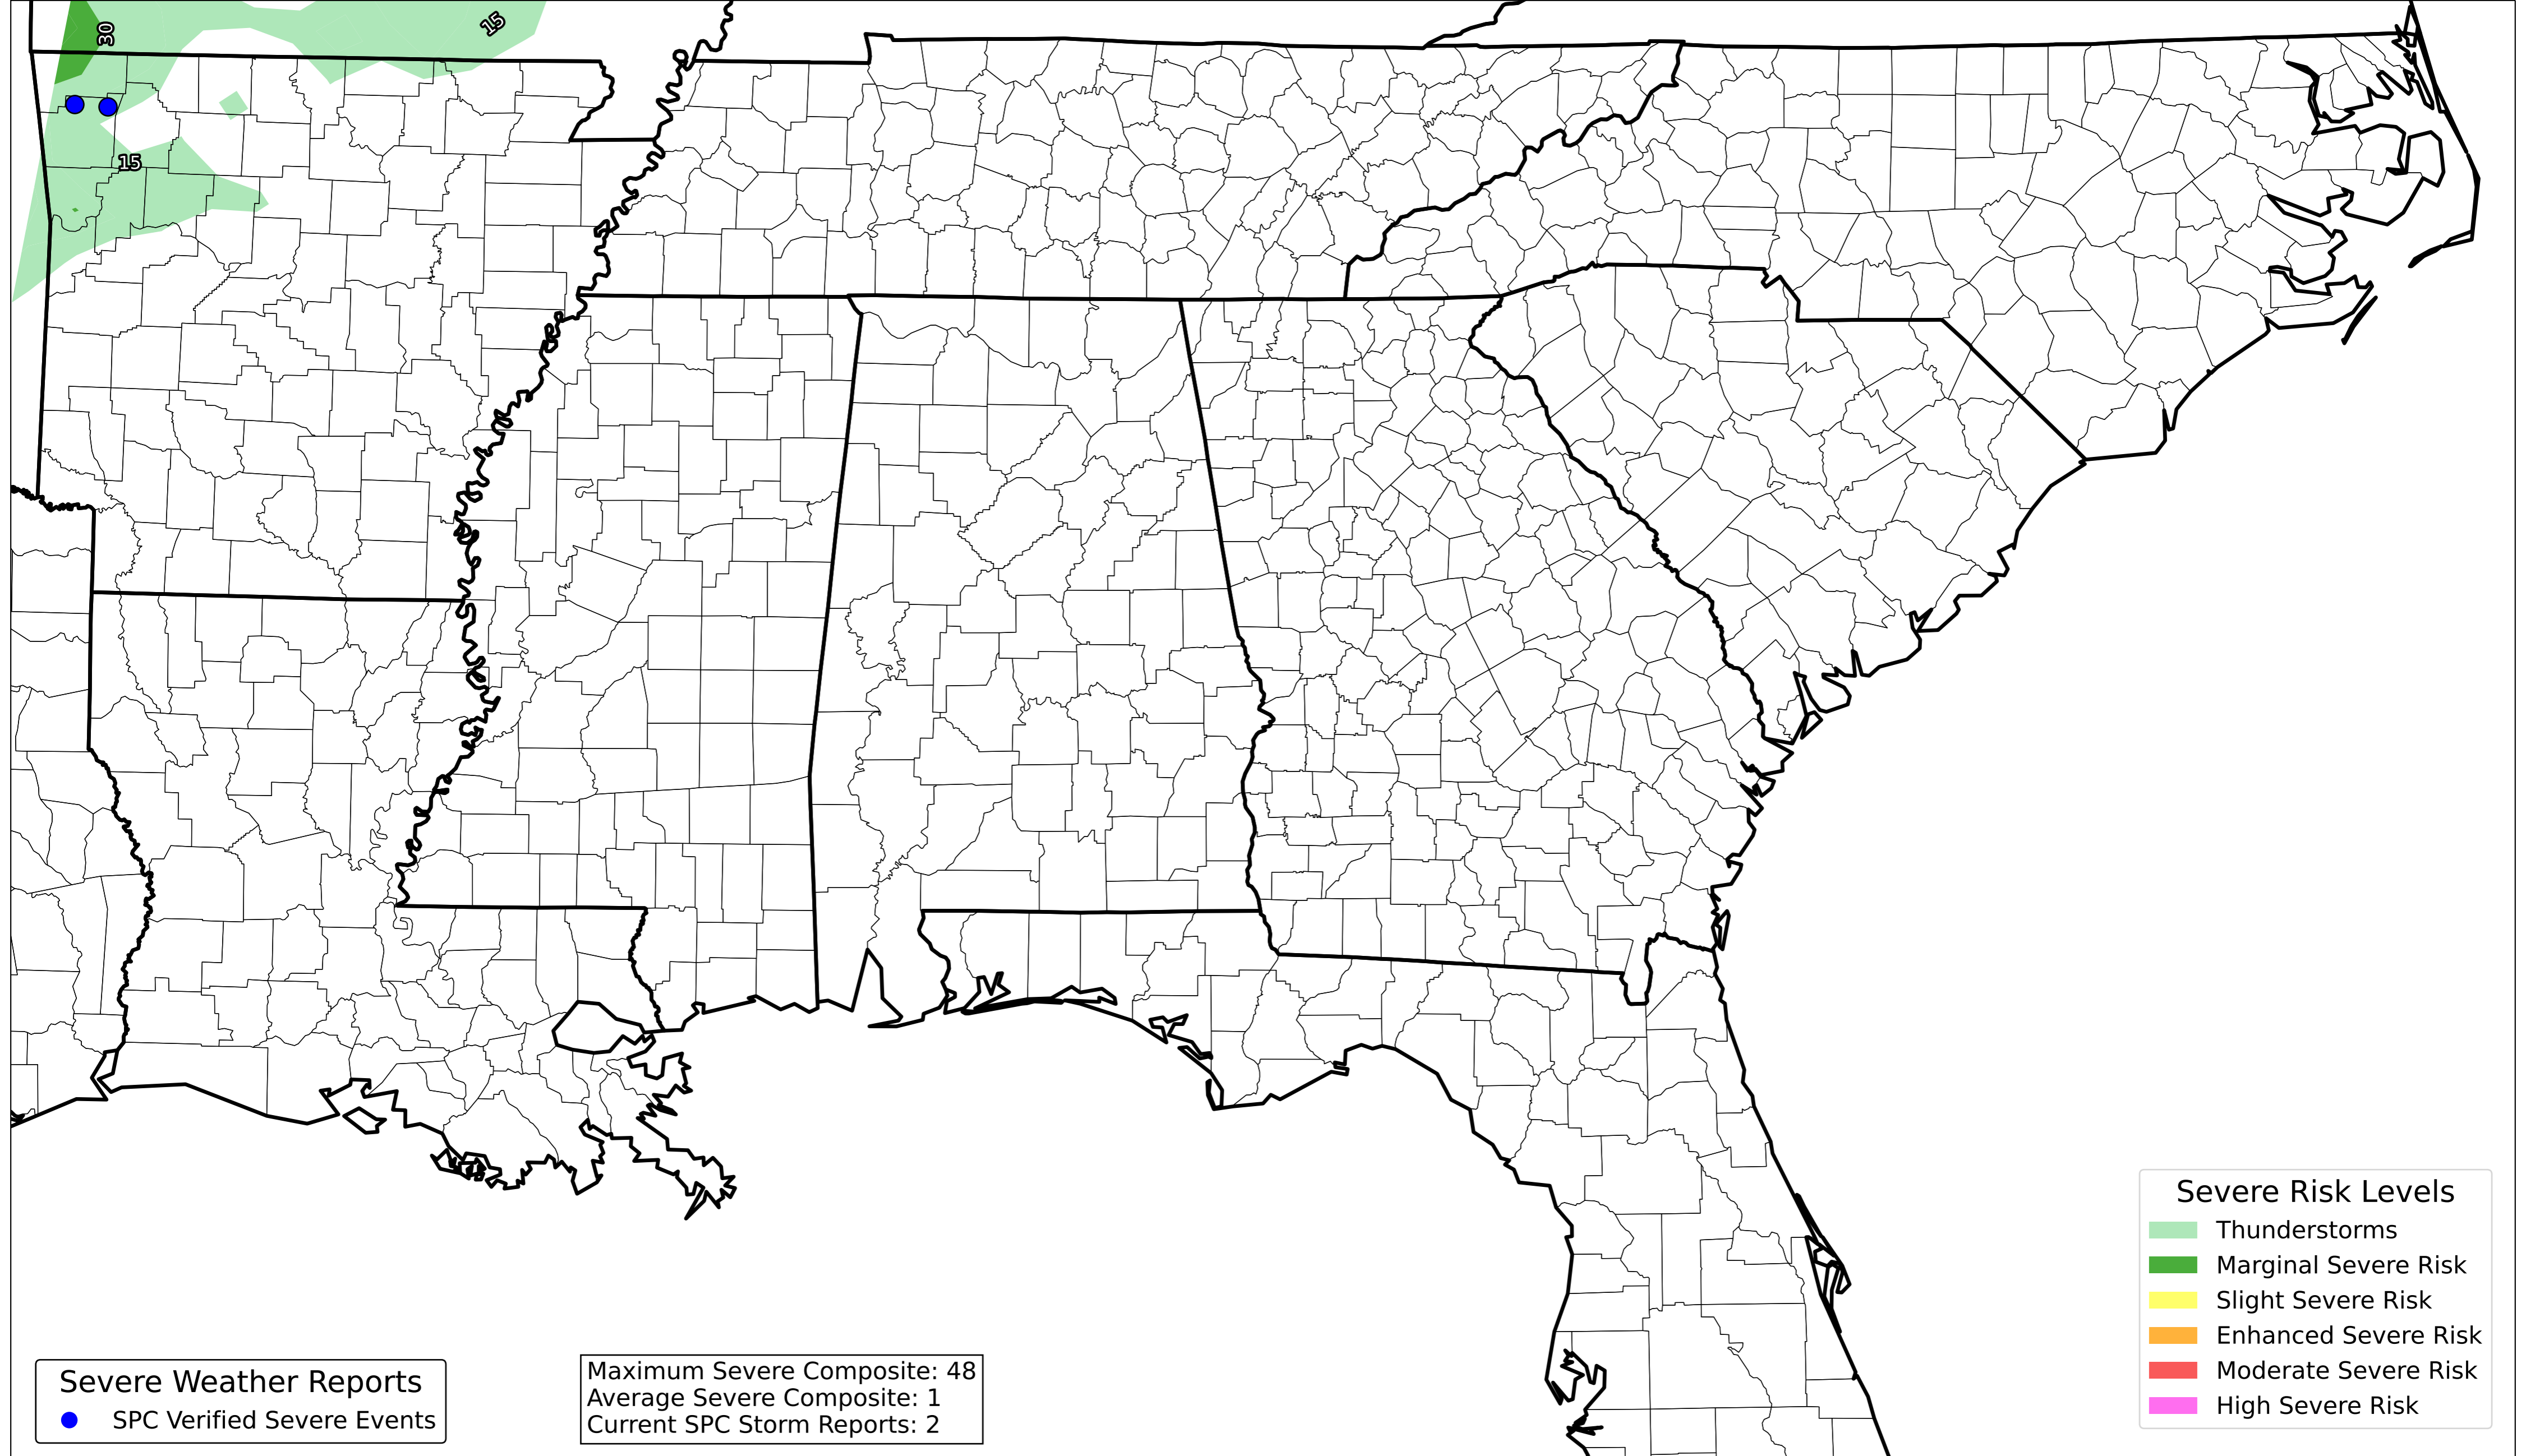 30
15
15
Severe Risk Levels
Thunderstorms
Marginal Severe Risk
Slight Severe Risk
Enhanced Severe Risk
Moderate Severe Risk
High Severe Risk
Severe Weather Reports
SPC Verified Severe Events
Maximum Severe Composite: 48
Average Severe Composite: 1
Current SPC Storm Reports: 2